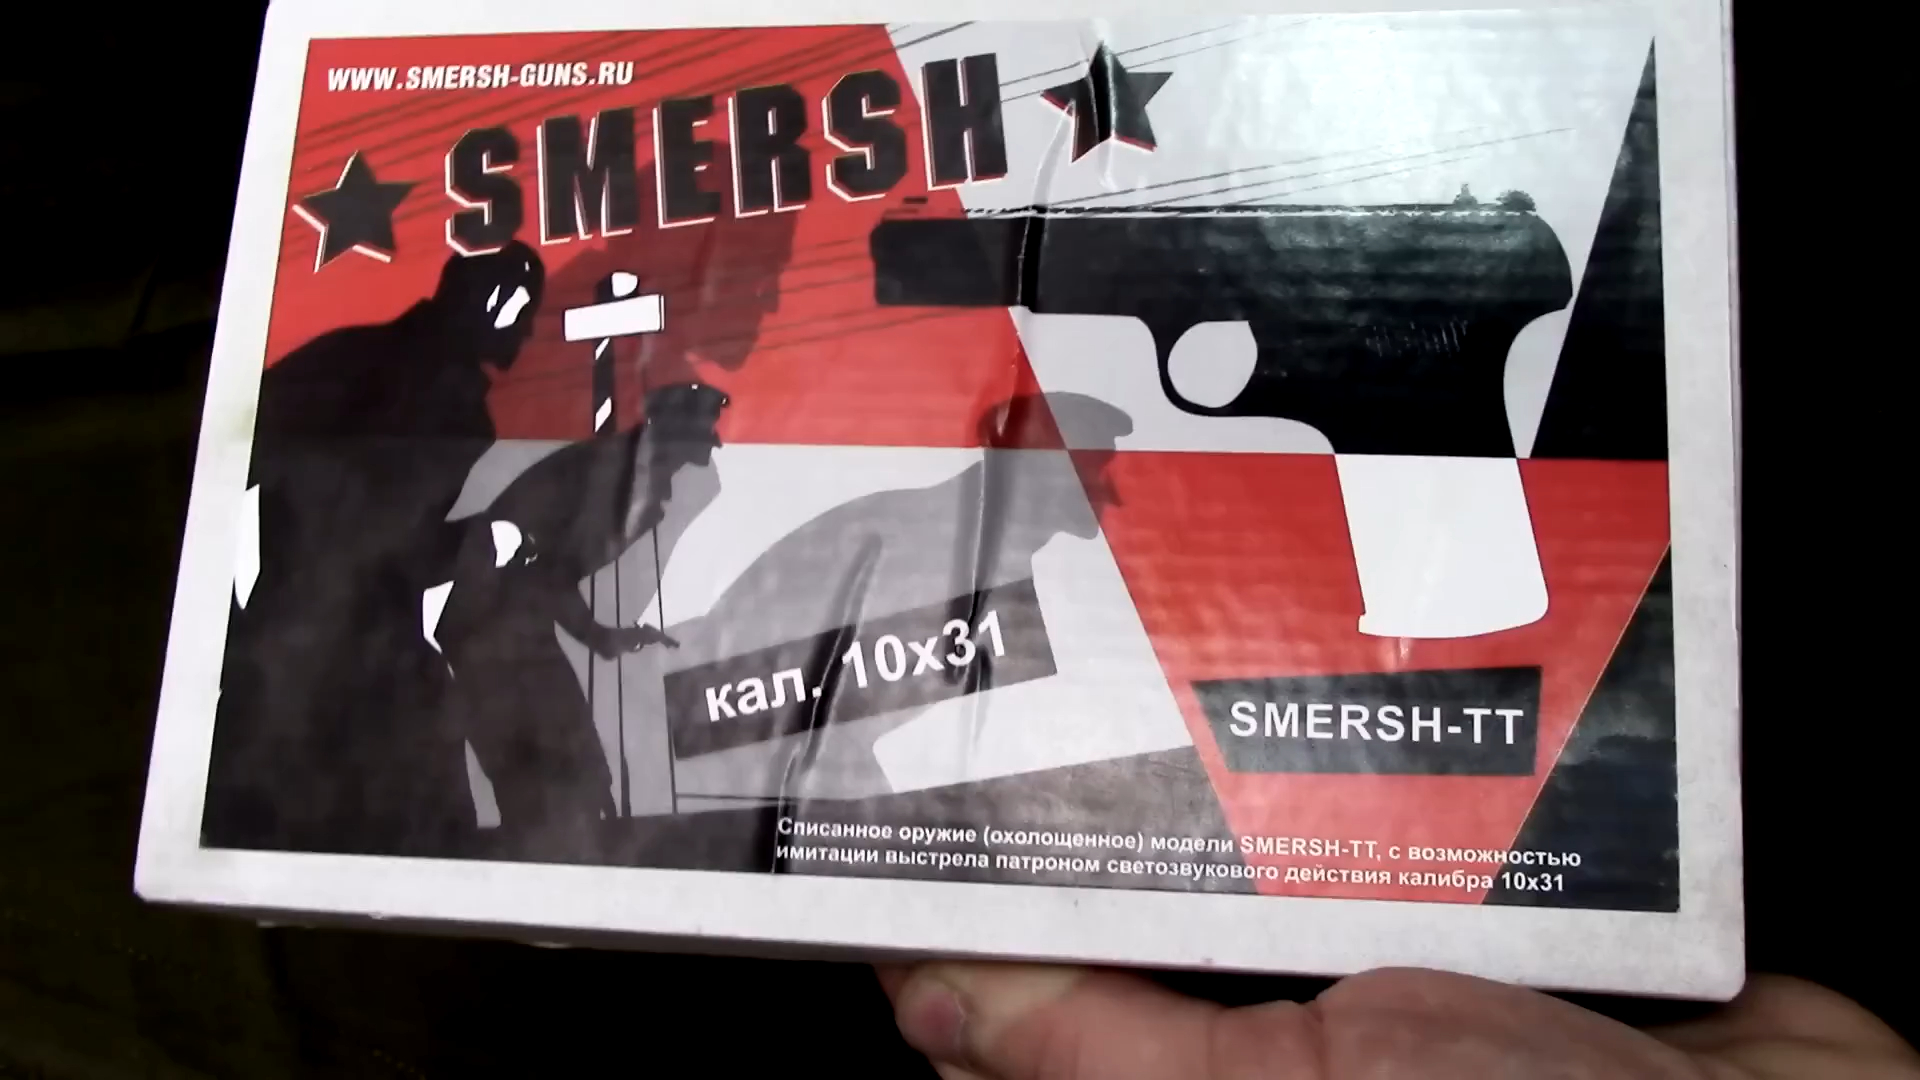 WWW.SMERSH-GUNS.RU
SMERSH
кал. 10x31
SMERSH-TT
Списанное оружие (охолощенное) модели SMERSH-TT, с возможностью
имитации выстрела патроном светозвукового действия калибра 10x31